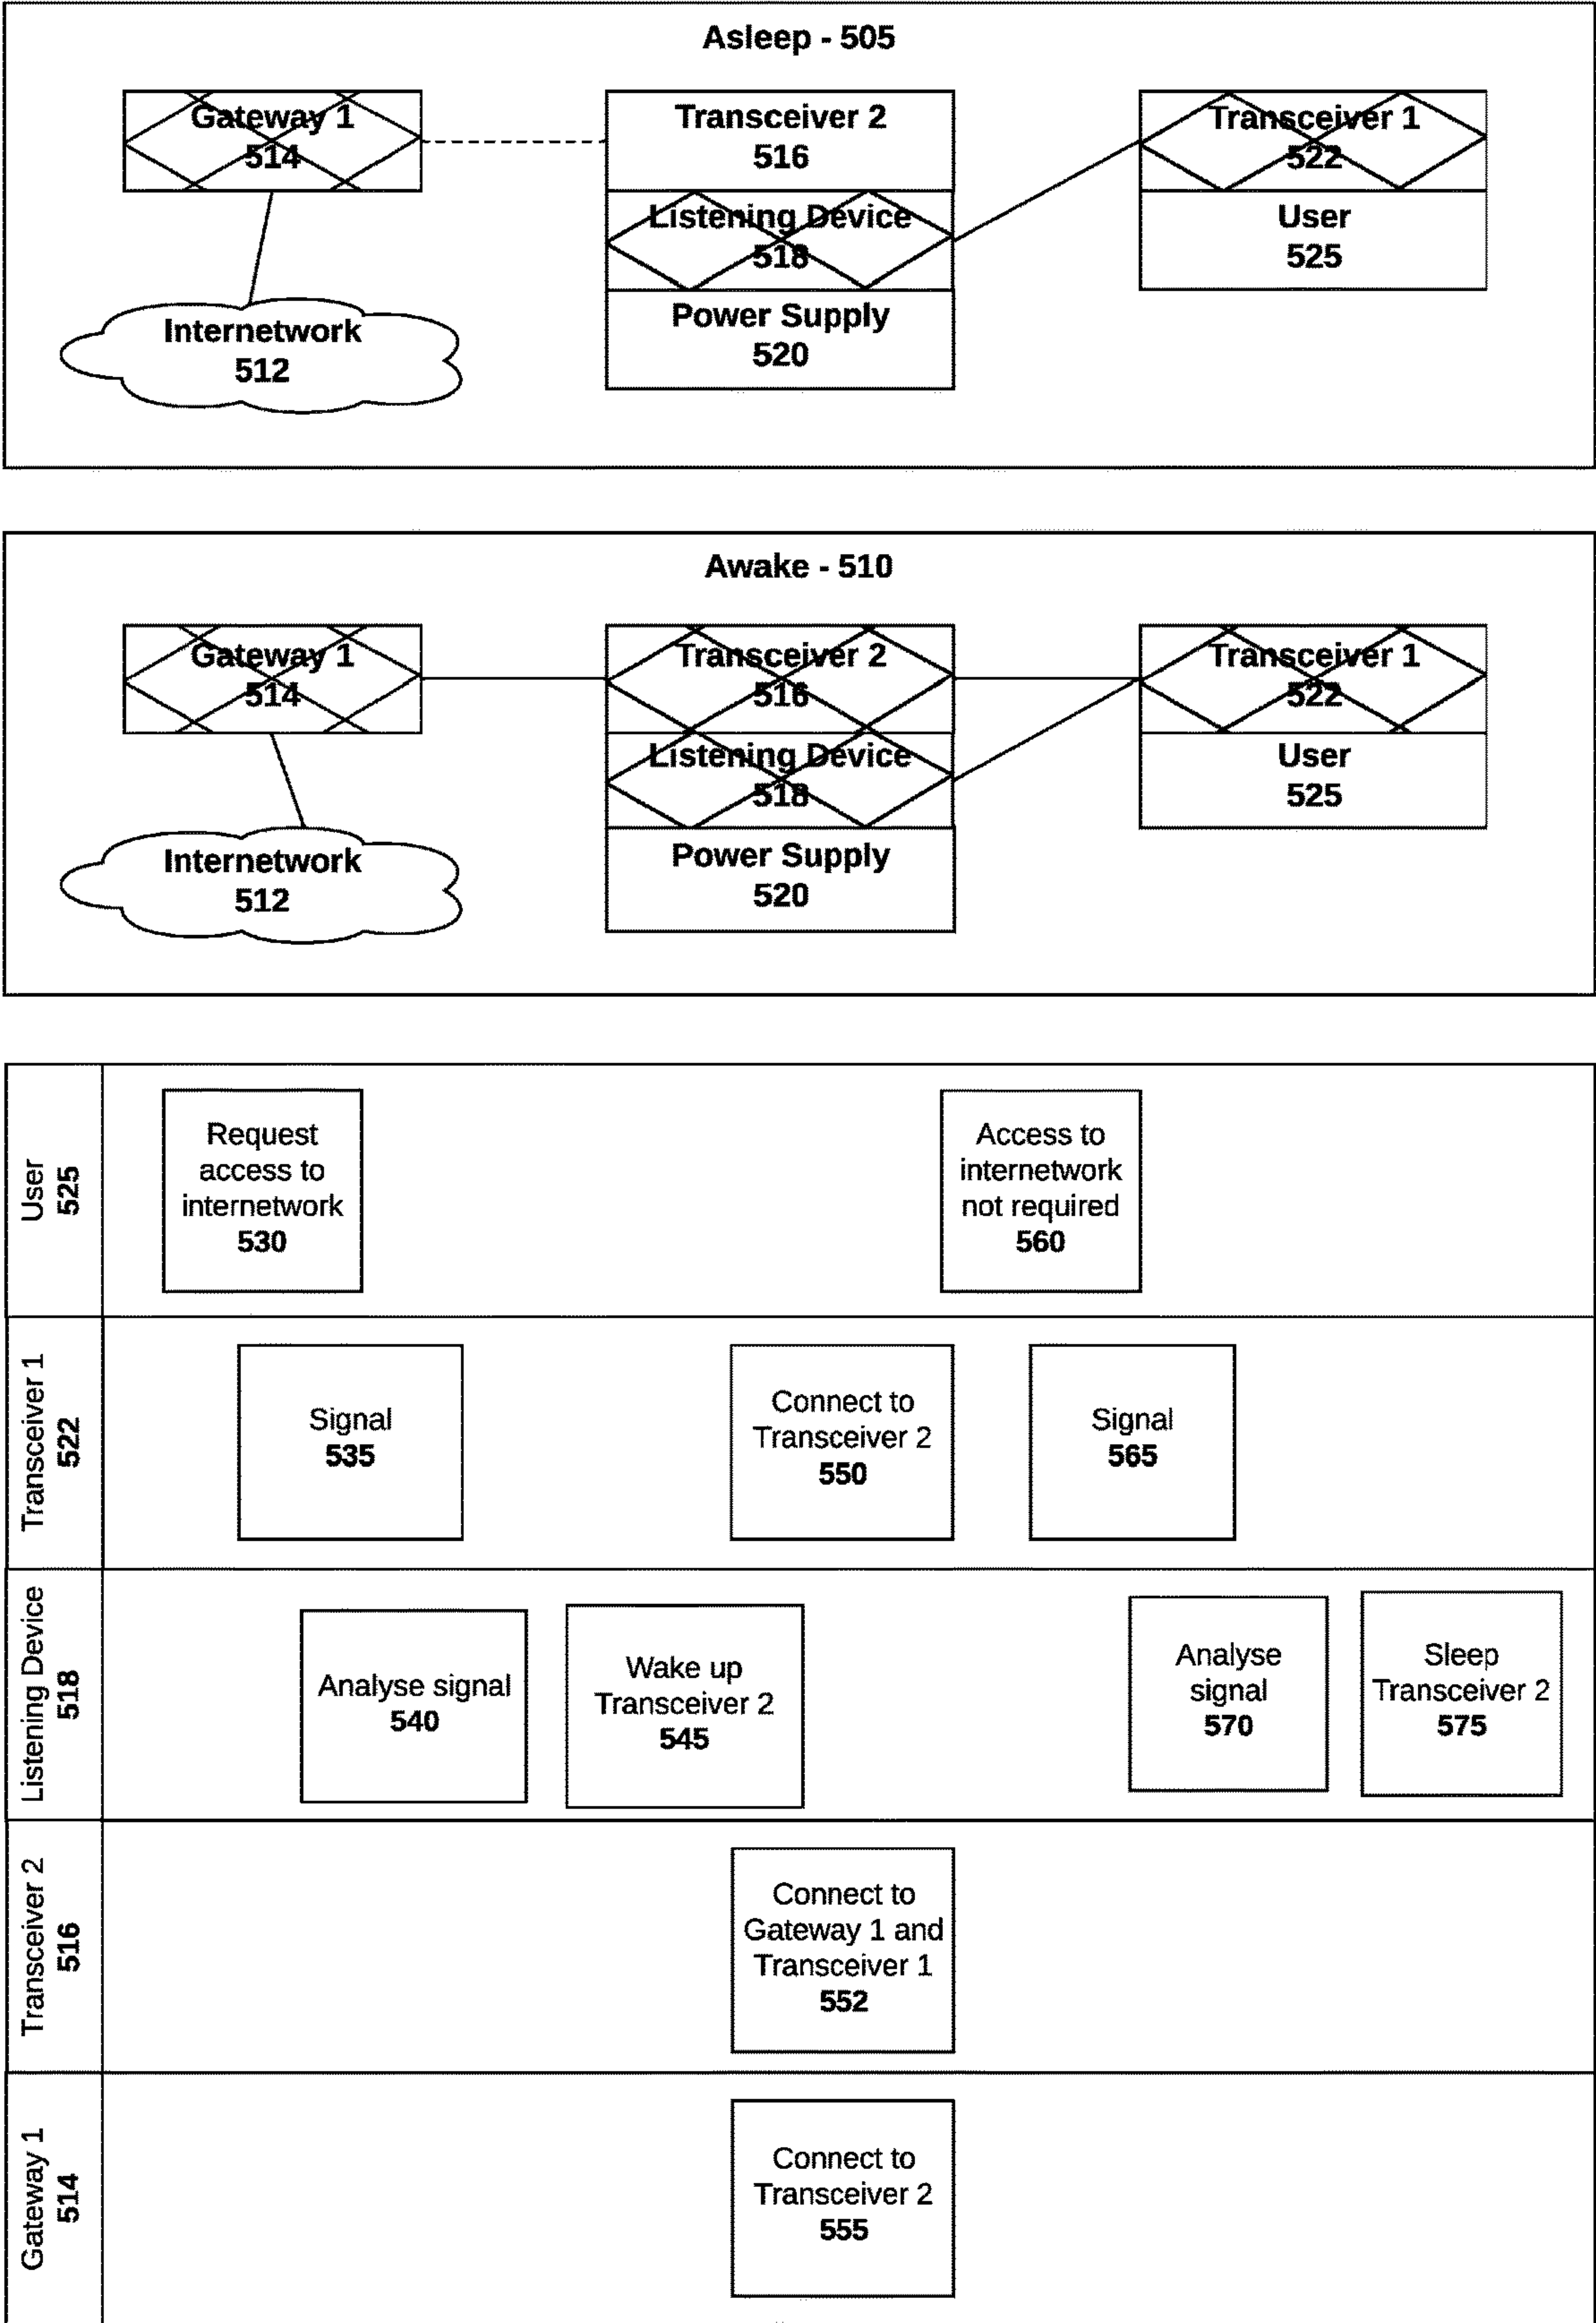 Asleep - 505
Gateway 1
514
Transceiver 2
516
Transceiver 1
522
Listening Device
518
User
525
Internetwork
512
Power Supply
520
Awake - 510
Gateway 1
514
Transceiver 2
516
Transceiver 1
522
Listening Device
518
User
525
Internetwork
512
Power Supply
520
User
525
Request
access to
internetwork
530
Access to
internetwork
not required
560
Transceiver 1
522
Signal
535
Connect to
Transceiver 2
550
Signal
565
Listening Device
518
Analyse signal
540
Wake up
Transceiver 2
545
Analyse
signal
570
Sleep
Transceiver 2
575
Transceiver 2
516
Connect to
Gateway 1 and
Transceiver 1
552
Gateway 1
514
Connect to
Transceiver 2
555